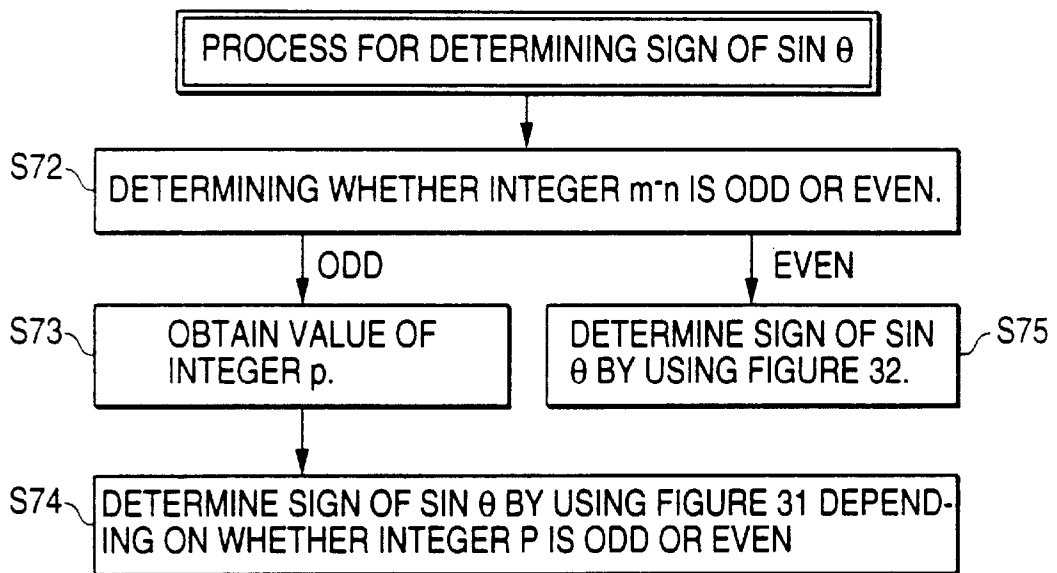 PROCESS FOR DETERMINING SIGN OF SIN θ
S72
DETERMINING WHETHER INTEGER m-n IS ODD OR EVEN.
ODD
EVEN
S73
OBTAIN VALUE OF
INTEGER p.
DETERMINE SIGN OF SIN
θ BY USING FIGURE 32.
S75
S74
DETERMINE SIGN OF SIN θ BY USING FIGURE 31 DEPEND-
ING ON WHETHER INTEGER P IS ODD OR EVEN